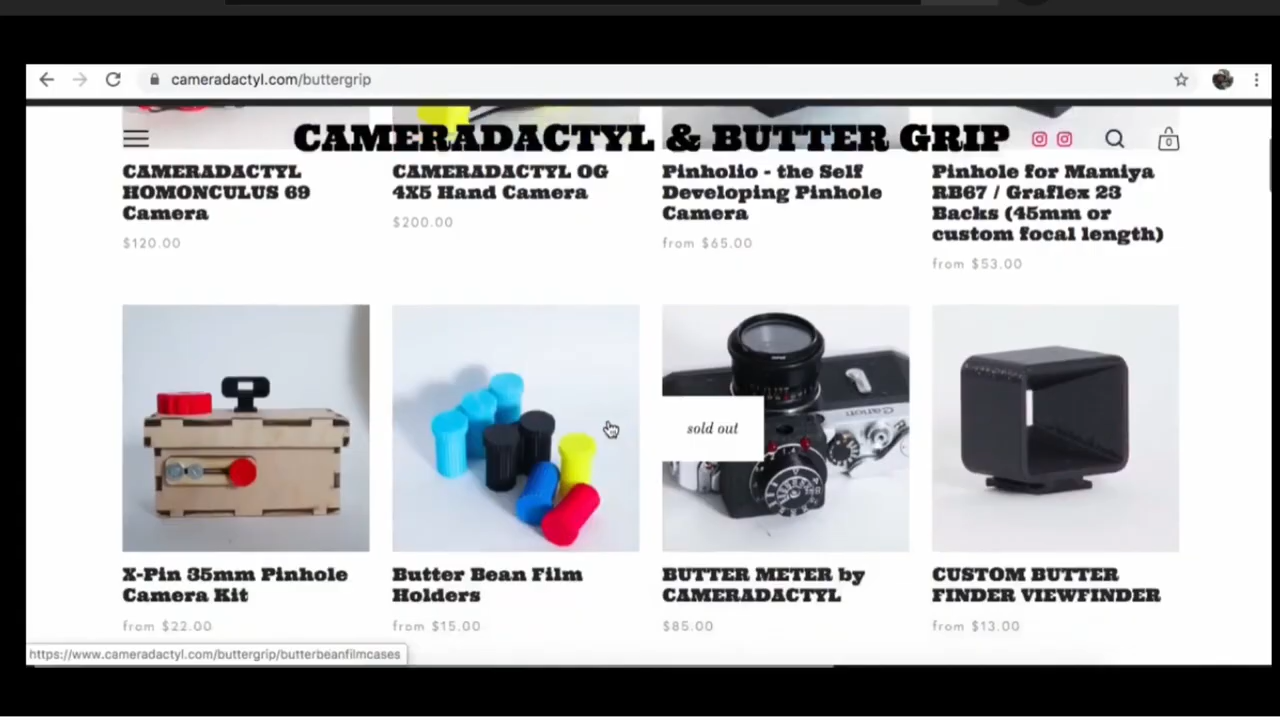 cameradactyl.com/buttergrip
CAMERADACTYL & BUTTER GRIP
0
CAMERADACTYL
HOMONCULUS 69
Camera
$120.00
CAMERADACTYL OG
4X5 Hand Camera
$200.00
Pinholio - the Self
Developing Pinhole
Camera
from $65.00
Pinhole for Mamiya
RB67 / Graflex 23
Backs (45mm or
custom focal length)
from $53.00
sold out
Canon
X-Pin 35mm Pinhole
Camera Kit
from $22.00
Butter Bean Film
Holders
from $15.00
BUTTER METER by
CAMERADACTYL
$85.00
CUSTOM BUTTER
FINDER VIEWFINDER
from $13.00
https://www.cameradactyl.com/buttergrip/butterbeanfilmcases